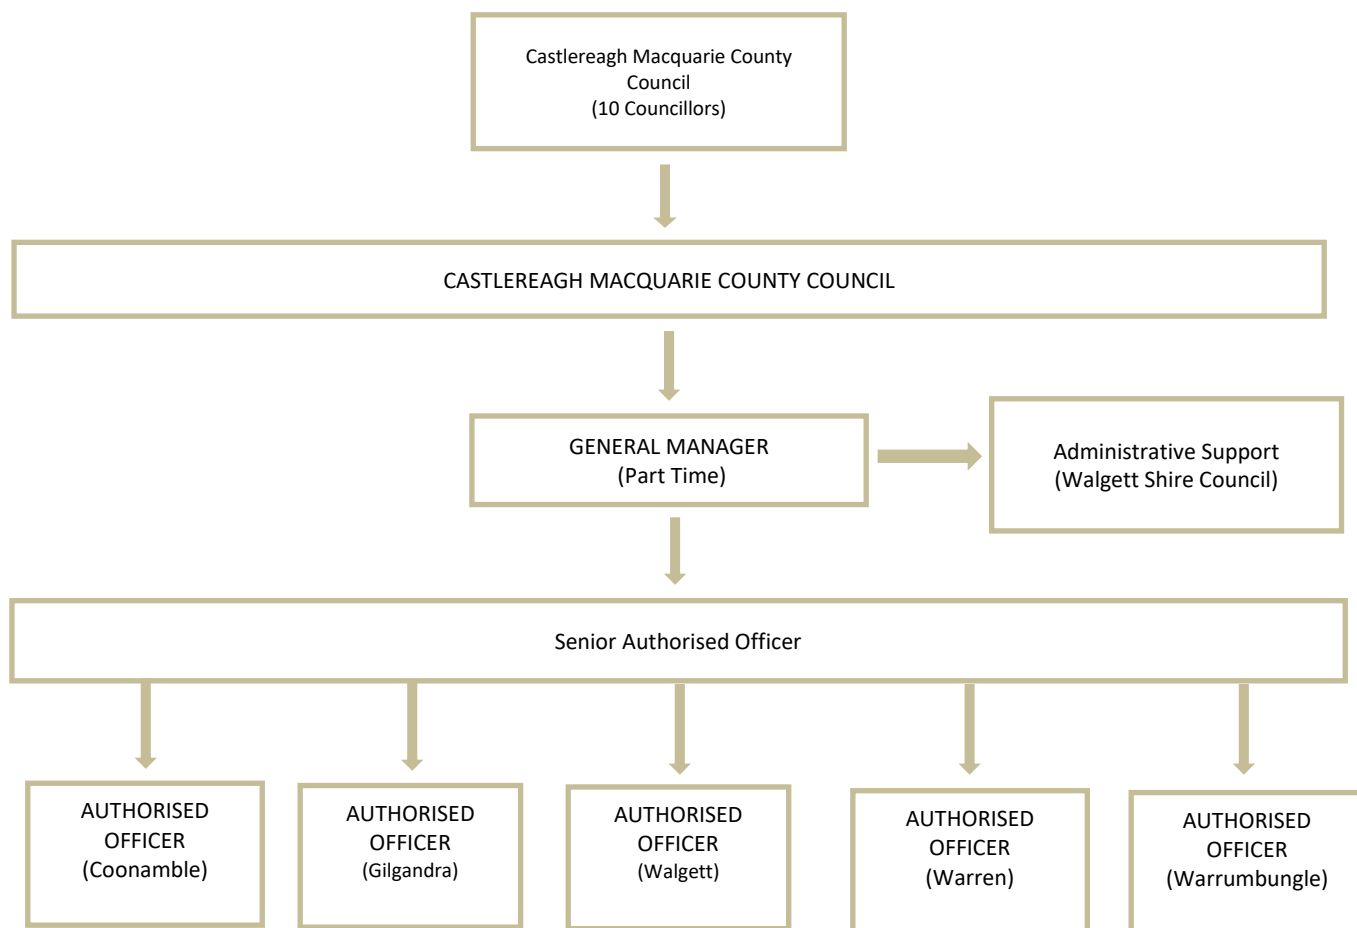 Castlereagh Macquarie County
Council
(10 Councillors)
CASTLEREAGH MACQUARIE COUNTY COUNCIL
GENERAL MANAGER
(Part Time)
Administrative Support
(Walgett Shire Council)
Senior Authorised Officer
AUTHORISED
OFFICER
(Coonamble)
AUTHORISED
OFFICER
(Gilgandra)
AUTHORISED
OFFICER
(Walgett)
AUTHORISED
OFFICER
(Warren)
AUTHORISED
OFFICER
(Warrumbungle)